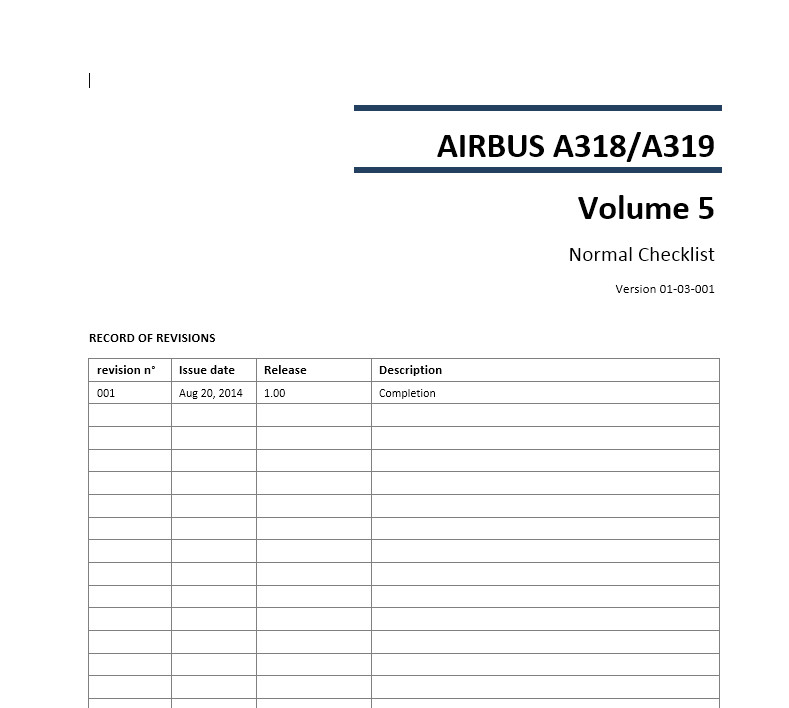 AIRBUS A318/A319
Volume 5
Normal Checklist
Version 01-03-001
RECORD OF REVISIONS
revision n° Issue date Release Description
001 Aug 20, 2014 1.00 Completion